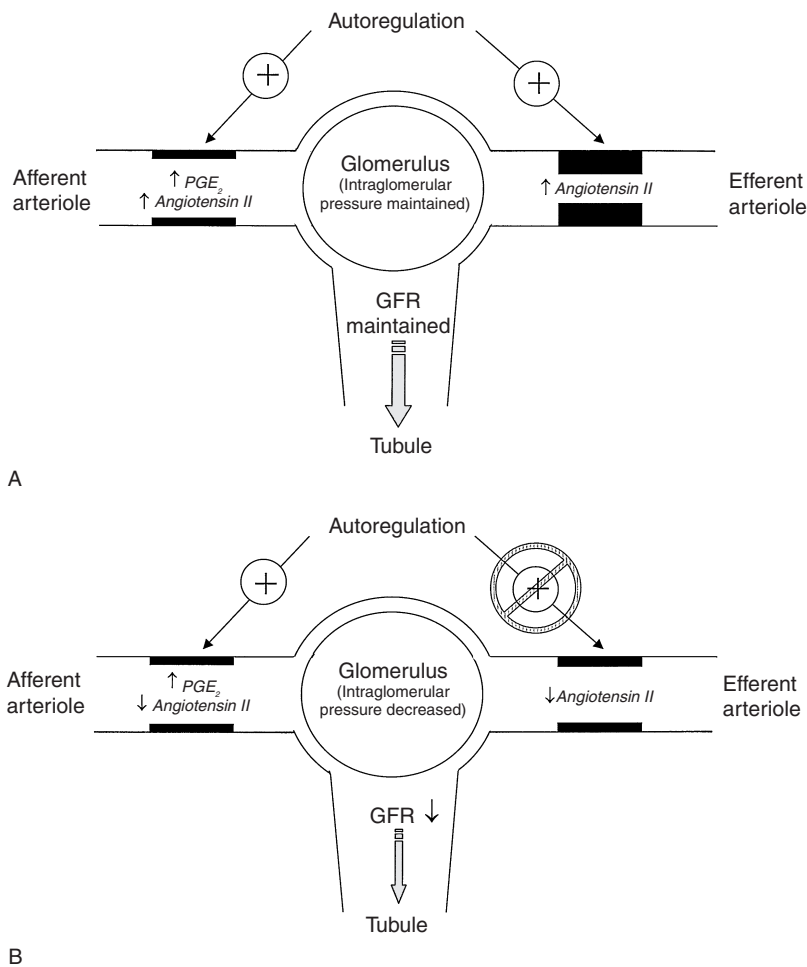 Autoregulation
+ +
Afferent
arteriole
↑ PGE₂
↑ Angiotensin II
Glomerulus
(Intraglomerular
pressure maintained)
↑ Angiotensin II
Efferent
arteriole
GFR
maintained
Tubule
A
Autoregulation
+ +
Afferent
arteriole
↑ PGE₂
↓ Angiotensin II
Glomerulus
(Intraglomerular
pressure decreased)
↓ Angiotensin II
Efferent
arteriole
GFR ↓
Tubule
B